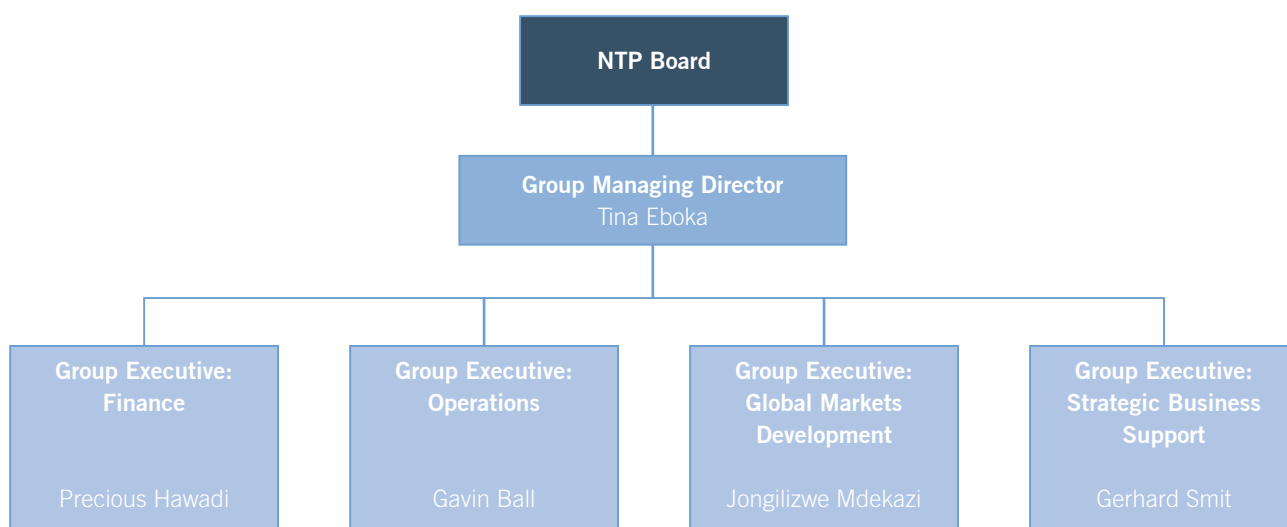 NTP Board
Group Managing Director
Tina Eboka
Group Executive:
Finance
Precious Hawadi
Group Executive:
Operations
Gavin Ball
Group Executive:
Global Markets
Development
Jongilizwe Mdekazi
Group Executive:
Strategic Business
Support
Gerhard Smit